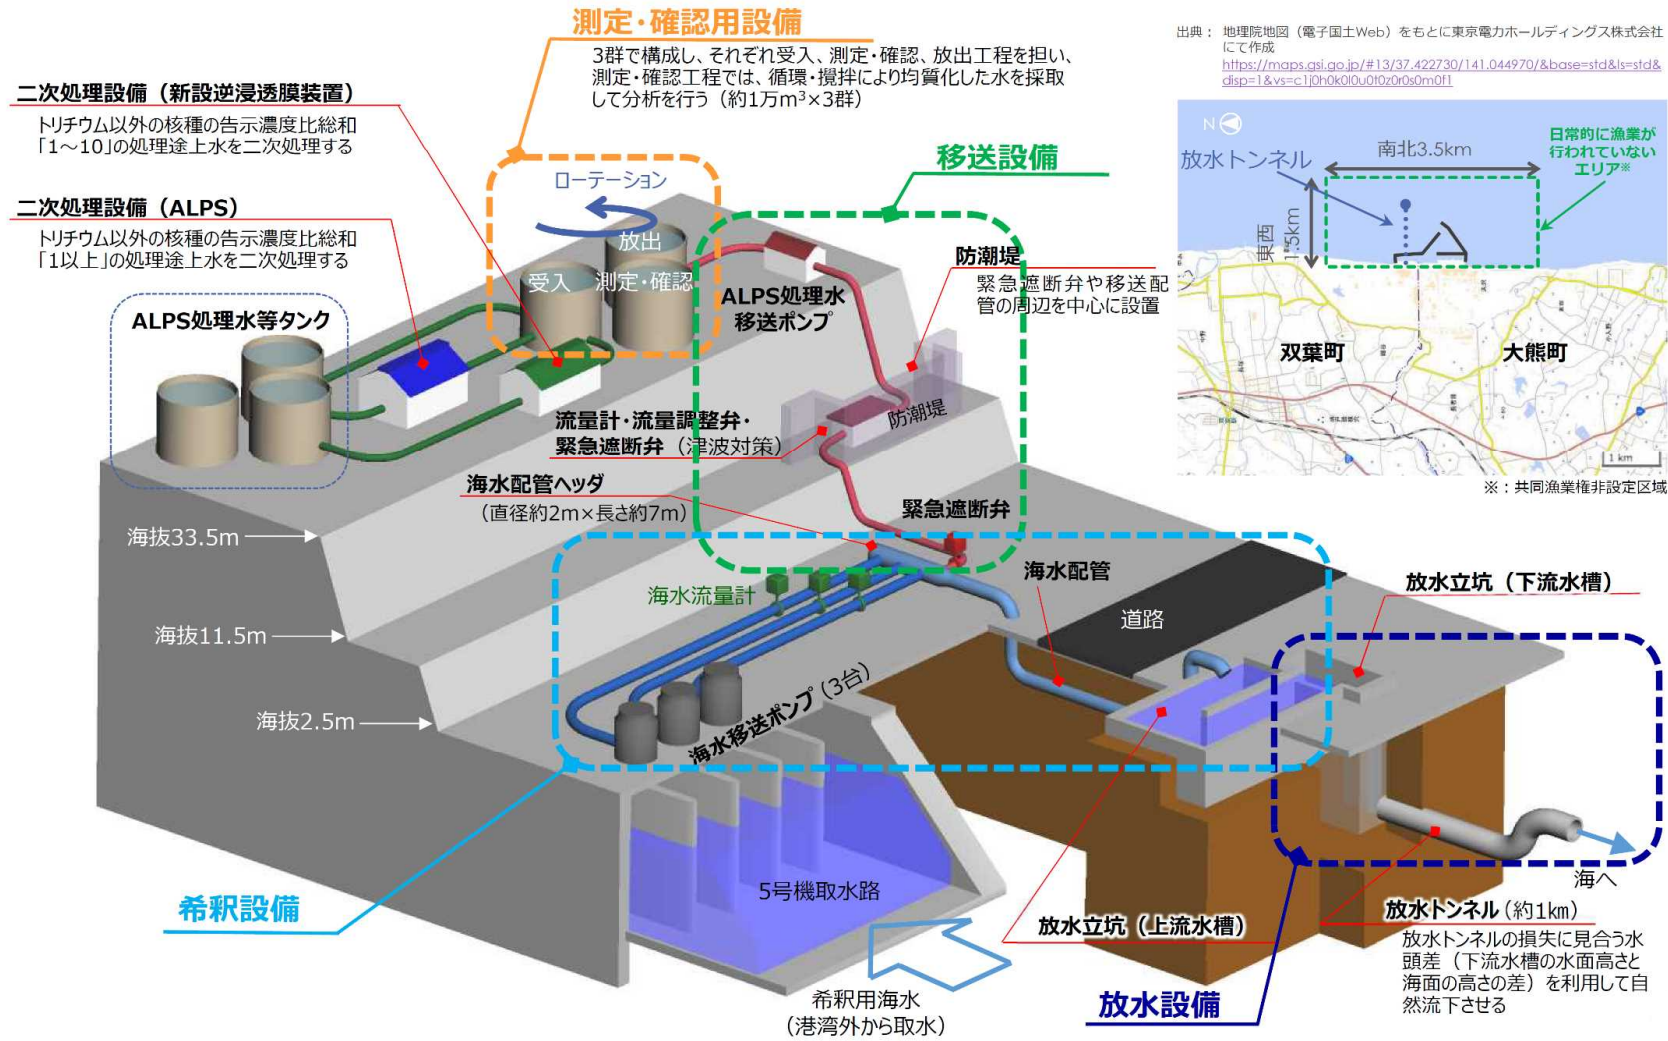 測定・確認用設備
3群で構成し、それぞれ受入、測定・確認、放出工程を担い、
測定・確認工程では、循環・攪拌により均質化した水を採取
して分析を行う（約1万m³×3群）
出典： 地理院地図（電子国土Web）をもとに東京電力ホールディングス株式会社
にて作成
https://maps.gsi.go.jp/#13/37.422730/141.044970/&base=std&ls=std&
disp=1&vs=c1j0h0k0l0u0t0z0r0s0m0f1
二次処理設備（新設逆浸透膜装置）
トリチウム以外の核種の告示濃度比総和
「1～10」の処理途上水を二次処理する
二次処理設備（ALPS）
トリチウム以外の核種の告示濃度比総和
「1以上」の処理途上水を二次処理する
ローテーション
放出
受入
測定・確認
移送設備
ALPS処理水
移送ポンプ
防潮堤
緊急遮断弁や移送配
管の周辺を中心に設置
N
放水トンネル
南北3.5km
東西
1.5km
日常的に漁業が
行われていない
エリア※
双葉町
大熊町
1 km
※：共同漁業権非設定区域
ALPS処理水等タンク
流量計・流量調整弁・
緊急遮断弁（津波対策）
防潮堤
海水配管ヘッダ
（直径約2m×長さ約7m）
緊急遮断弁
海抜33.5m
海抜11.5m
海抜2.5m
海水流量計
海水配管
道路
放水立坑（下流水槽）
海水移送ポンプ（3台）
5号機取水路
希釈設備
希釈用海水
（港湾外から取水）
放水立坑（上流水槽）
放水設備
海へ
放水トンネル（約1km）
放水トンネルの損失に見合う水
頭差（下流水槽の水面高さと
海面の高さの差）を利用して自
然流下させる